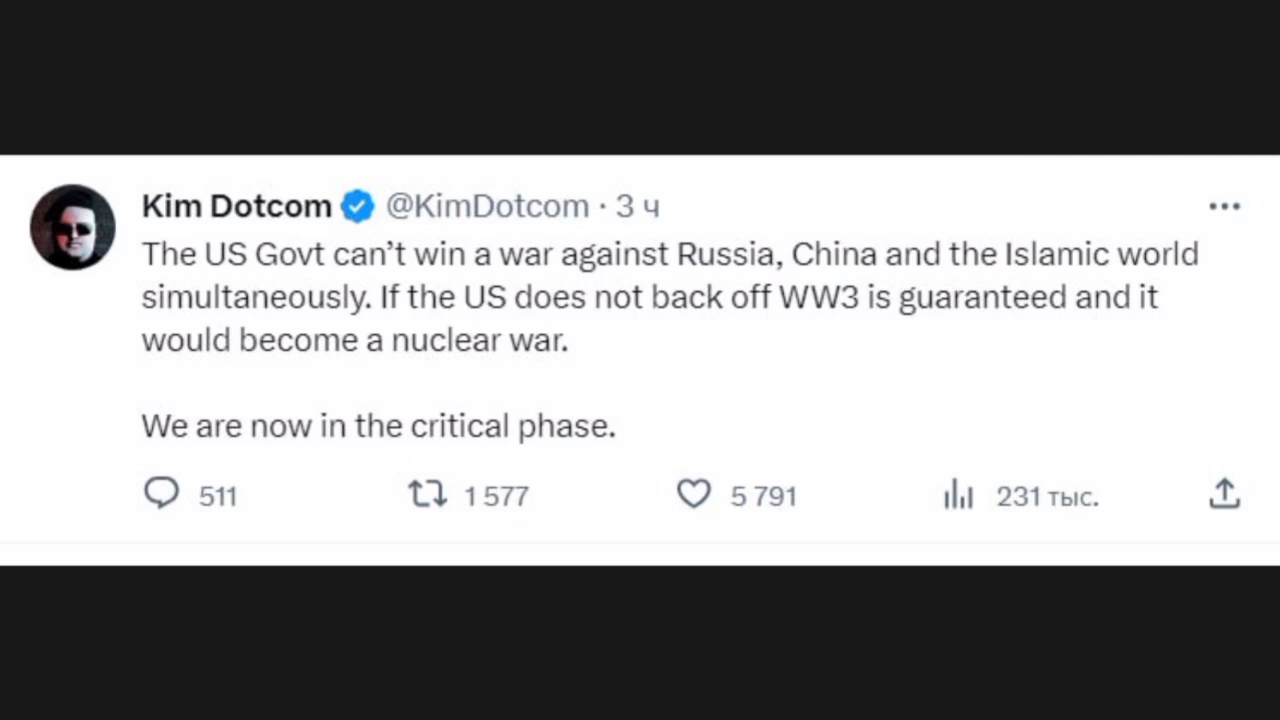 Kim Dotcom @KimDotcom · 3 ч
The US Govt can’t win a war against Russia, China and the Islamic world
simultaneously. If the US does not back off WW3 is guaranteed and it
would become a nuclear war.
We are now in the critical phase.
511 1 577 5 791 231 тыс.